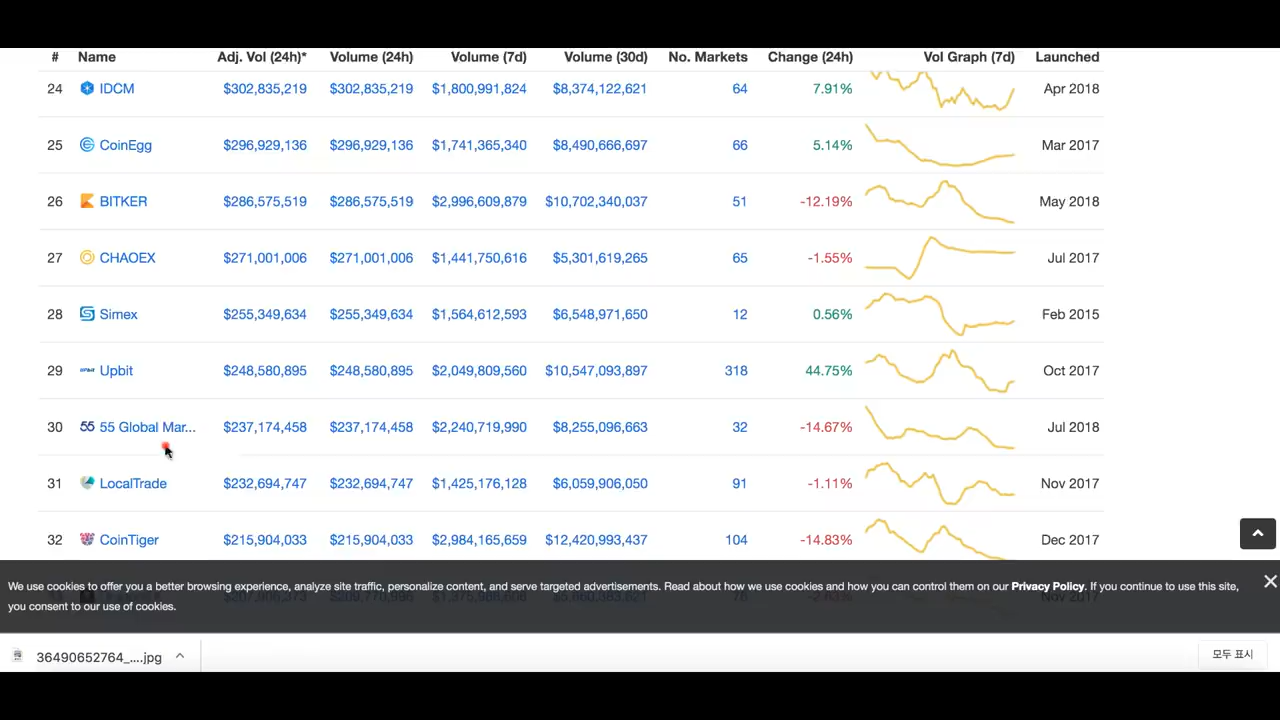 # Name Adj. Vol (24h)* Volume (24h) Volume (7d) Volume (30d) No. Markets Change (24h) Vol Graph (7d) Launched
24 IDCM $302,835,219 $302,835,219 $1,800,991,824 $8,374,122,621 64 7.91% Apr 2018
25 CoinEgg $296,929,136 $296,929,136 $1,741,365,340 $8,490,666,697 66 5.14% Mar 2017
26 BITKER $286,575,519 $286,575,519 $2,996,609,879 $10,702,340,037 51 -12.19% May 2018
27 CHAOEX $271,001,006 $271,001,006 $1,441,750,616 $5,301,619,265 65 -1.55% Jul 2017
28 Simex $255,349,634 $255,349,634 $1,564,612,593 $6,548,971,650 12 0.56% Feb 2015
29 Upbit $248,580,895 $248,580,895 $2,049,809,560 $10,547,093,897 318 44.75% Oct 2017
30 55 55 Global Mar... $237,174,458 $237,174,458 $2,240,719,990 $8,255,096,663 32 -14.67% Jul 2018
31 LocalTrade $232,694,747 $232,694,747 $1,425,176,128 $6,059,906,050 91 -1.11% Nov 2017
32 CoinTiger $215,904,033 $215,904,033 $2,984,165,659 $12,420,993,437 104 -14.83% Dec 2017
We use cookies to offer you a better browsing experience, analyze site traffic, personalize content, and serve targeted advertisements. Read about how we use cookies and how you can control them on our Privacy Policy. If you continue to use this site,
you consent to our use of cookies.
36490652764_....jpg
모두 표시